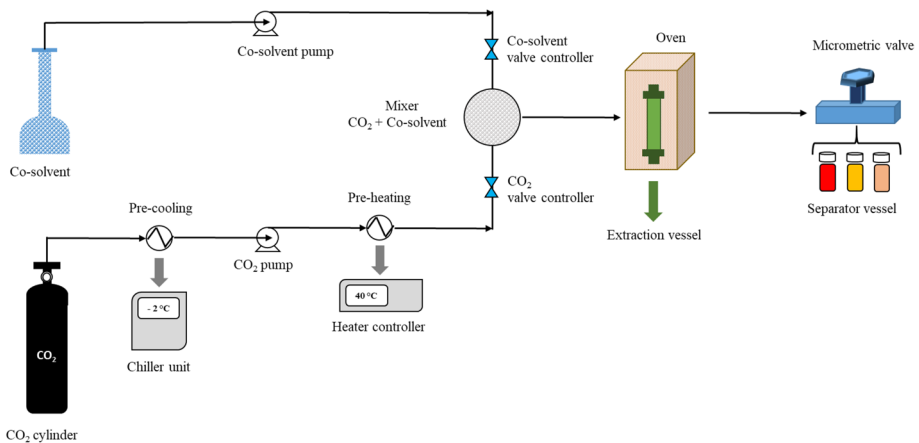 Co-solvent pump
Co-solvent
valve controller
Oven
Micrometric valve
Mixer
CO₂ + Co-solvent
Co-solvent
CO₂
valve controller
Separator vessel
Extraction vessel
Pre-cooling
Pre-heating
CO₂ pump
- 2 °C
40 °C
Chiller unit
Heater controller
CO₂
CO₂ cylinder